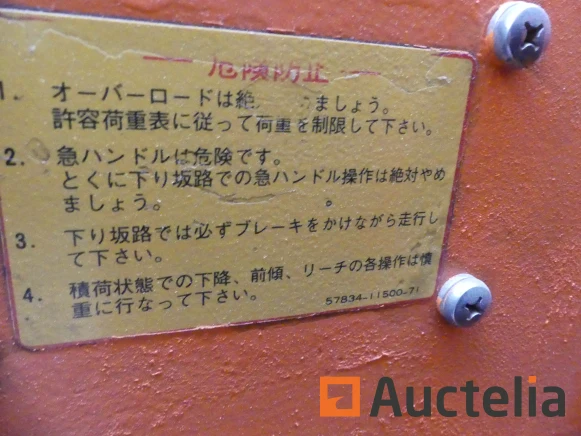 危険防止
1. オーバーロードは絶 ましょう。
許容荷重表に従って荷重を制限して下さい。
2. 急ハンドルは危険です。
とくに下り坂路での急ハンドル操作は絶対やめ
ましょう。
3. 下り坂路では必ずブレーキをかけながら走行し
て下さい。
4. 積荷状態での下降、前傾、リーチの各操作は慎
重に行なって下さい。
57834-11500-71
Auctelia